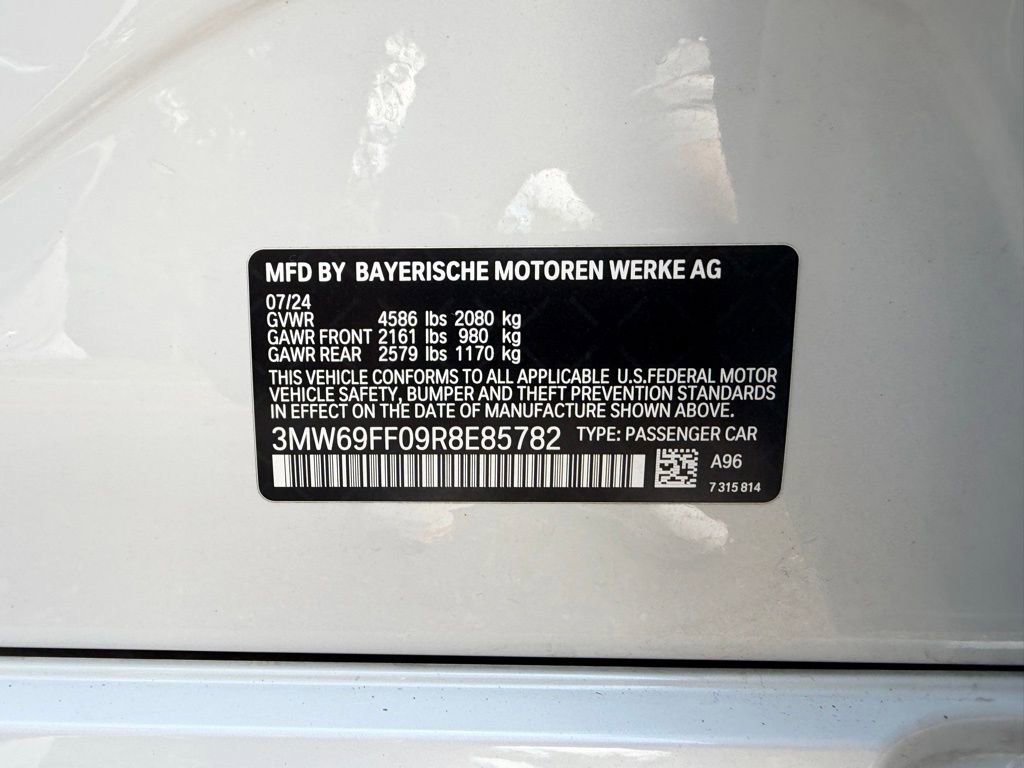 MFD BY BAYERISCHE MOTOREN WERKE AG
07/24
GVWR 4586 lbs 2080 kg
GAWR FRONT 2161 lbs 980 kg
GAWR REAR 2579 lbs 1170 kg
THIS VEHICLE CONFORMS TO ALL APPLICABLE U.S.FEDERAL MOTOR
VEHICLE SAFETY, BUMPER AND THEFT PREVENTION STANDARDS
IN EFFECT ON THE DATE OF MANUFACTURE SHOWN ABOVE.
3MW69FF09R8E85782 TYPE: PASSENGER CAR
A96
7 315 814